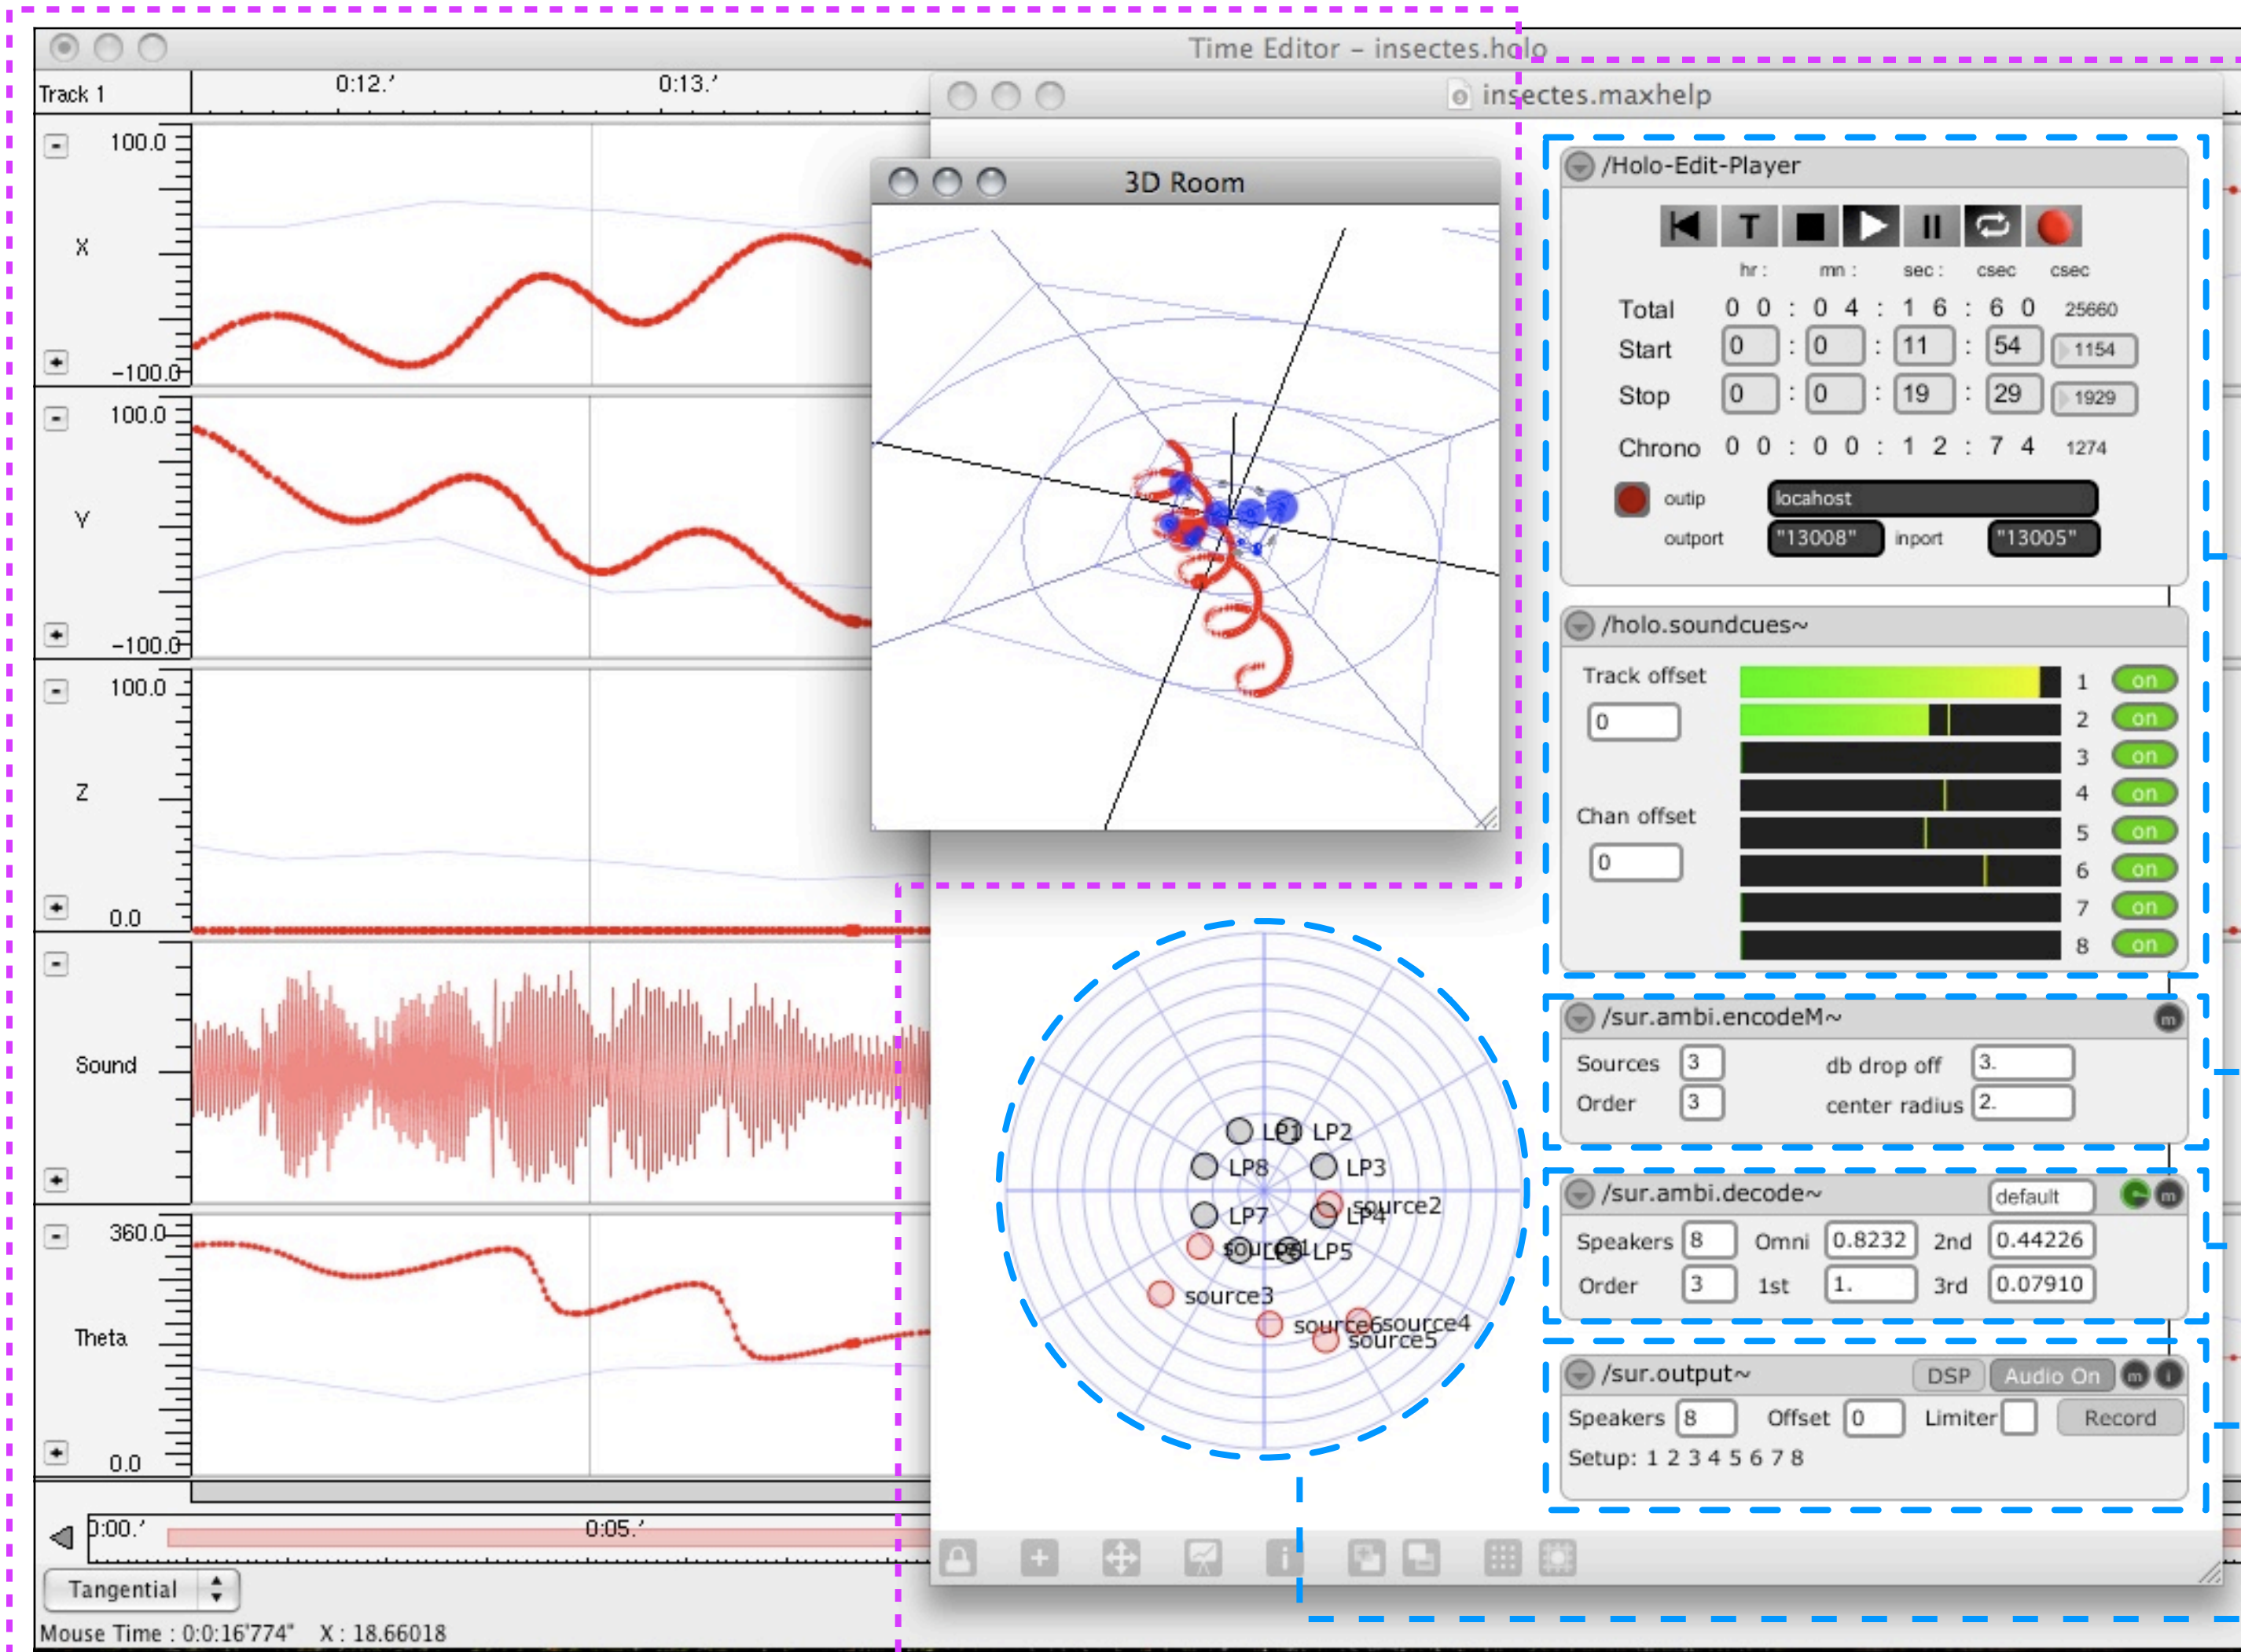 Time Editor – insectes.holo
Track 1
0:12.’
0:13.’
100.0
X
-100.0
100.0
Y
-100.0
100.0
Z
0.0
Sound
360.0
Theta
0.0
0:00.’
0:05.’
Tangential
Mouse Time : 0:0:16'774" X : 18.66018
insectes.maxhelp
3D Room
LP1
LP2
LP8
LP3
source2
LP7
LP4
source1
LP6
LP5
source3
source6
source4
source5
/Holo-Edit-Player
T
hr : mn : sec : csec csec
Total 0 0 : 0 4 : 1 6 : 6 0 25660
Start 0 : 0 : 11 : 54 1154
Stop 0 : 0 : 19 : 29 1929
Chrono 0 0 : 0 0 : 1 2 : 7 4 1274
outip locahost
outport "13008" inport "13005"
/holo.soundcues~
Track offset
0
Chan offset
0
1 on
2 on
3 on
4 on
5 on
6 on
7 on
8 on
/sur.ambi.encodeM~ m
Sources 3 db drop off 3.
Order 3 center radius 2.
/sur.ambi.decode~ default m
Speakers 8 Omni 0.8232 2nd 0.44226
Order 3 1st 1. 3rd 0.07910
/sur.output~ DSP Audio On m i
Speakers 8 Offset 0 Limiter Record
Setup: 1 2 3 4 5 6 7 8